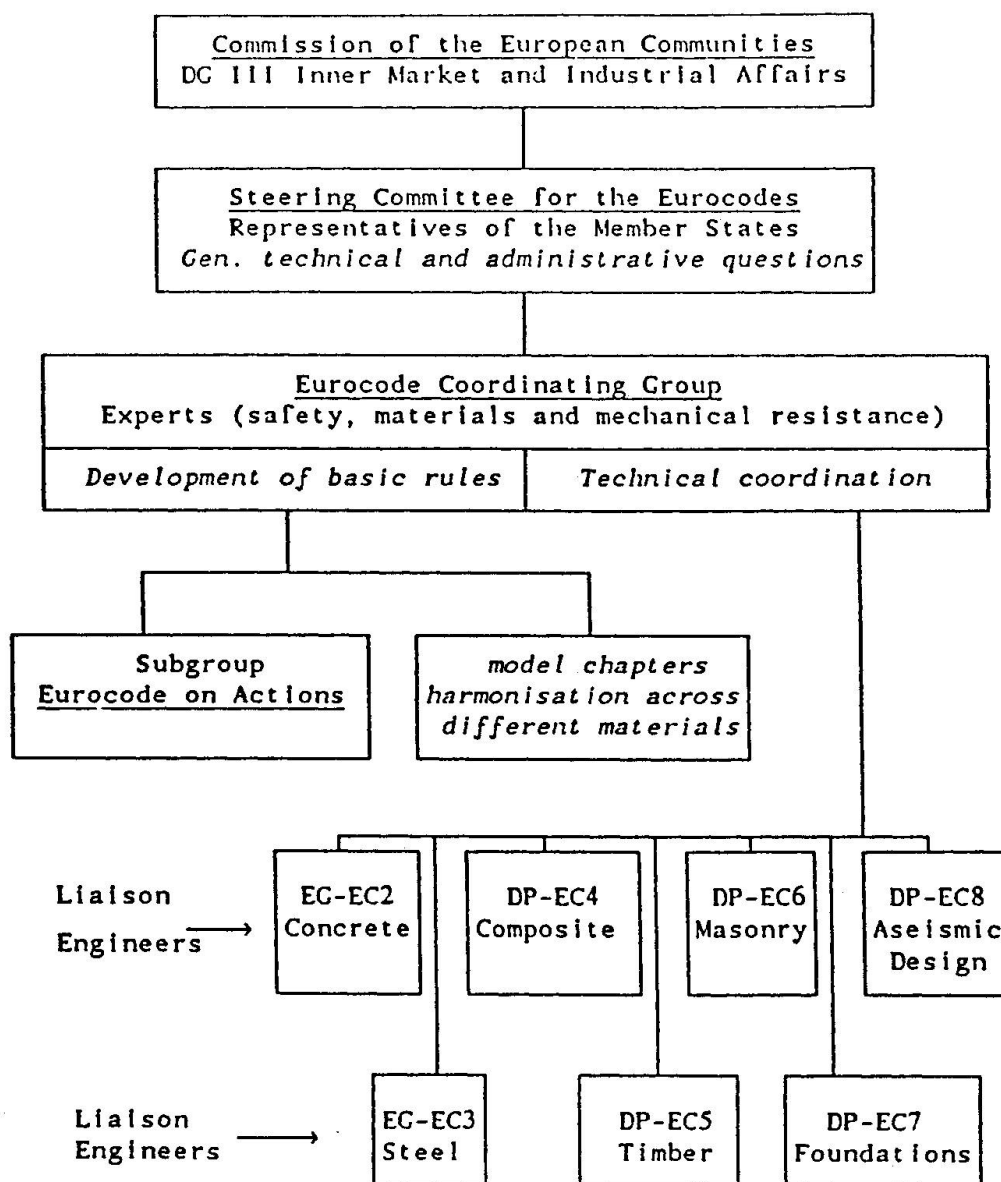 Commission of the European Communities
DG III Inner Market and Industrial Affairs
Steering Committee for the Eurocodes
Representatives of the Member States
Gen. technical and administrative questions
Eurocode Coordinating Group
Experts (safety, materials and mechanical resistance)
Development of basic rules
Technical coordination
Subgroup
Eurocode on Actions
model chapters
harmonisation across
different materials
Liaison
Engineers
EG-EC2
Concrete
DP-EC4
Composite
DP-EC6
Masonry
DP-EC8
Aseismic
Design
Liaison
Engineers
EG-EC3
Steel
DP-EC5
Timber
DP-EC7
Foundations